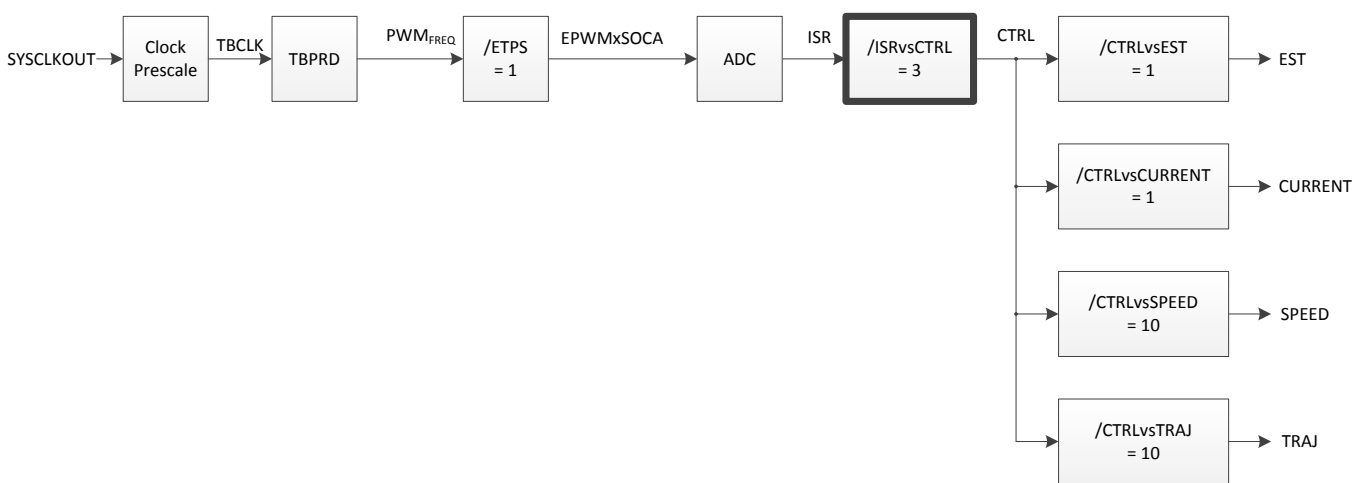 SYSCLKOUT
Clock
Prescale
TBCLK
TBPRD
PWMFREQ
/ETPS
= 1
EPWMxSOCA
ADC
ISR
/ISRvsCTRL
= 3
CTRL
/CTRLvsEST
= 1
EST
/CTRLvsCURRENT
= 1
CURRENT
/CTRLvsSPEED
= 10
SPEED
/CTRLvsTRAJ
= 10
TRAJ